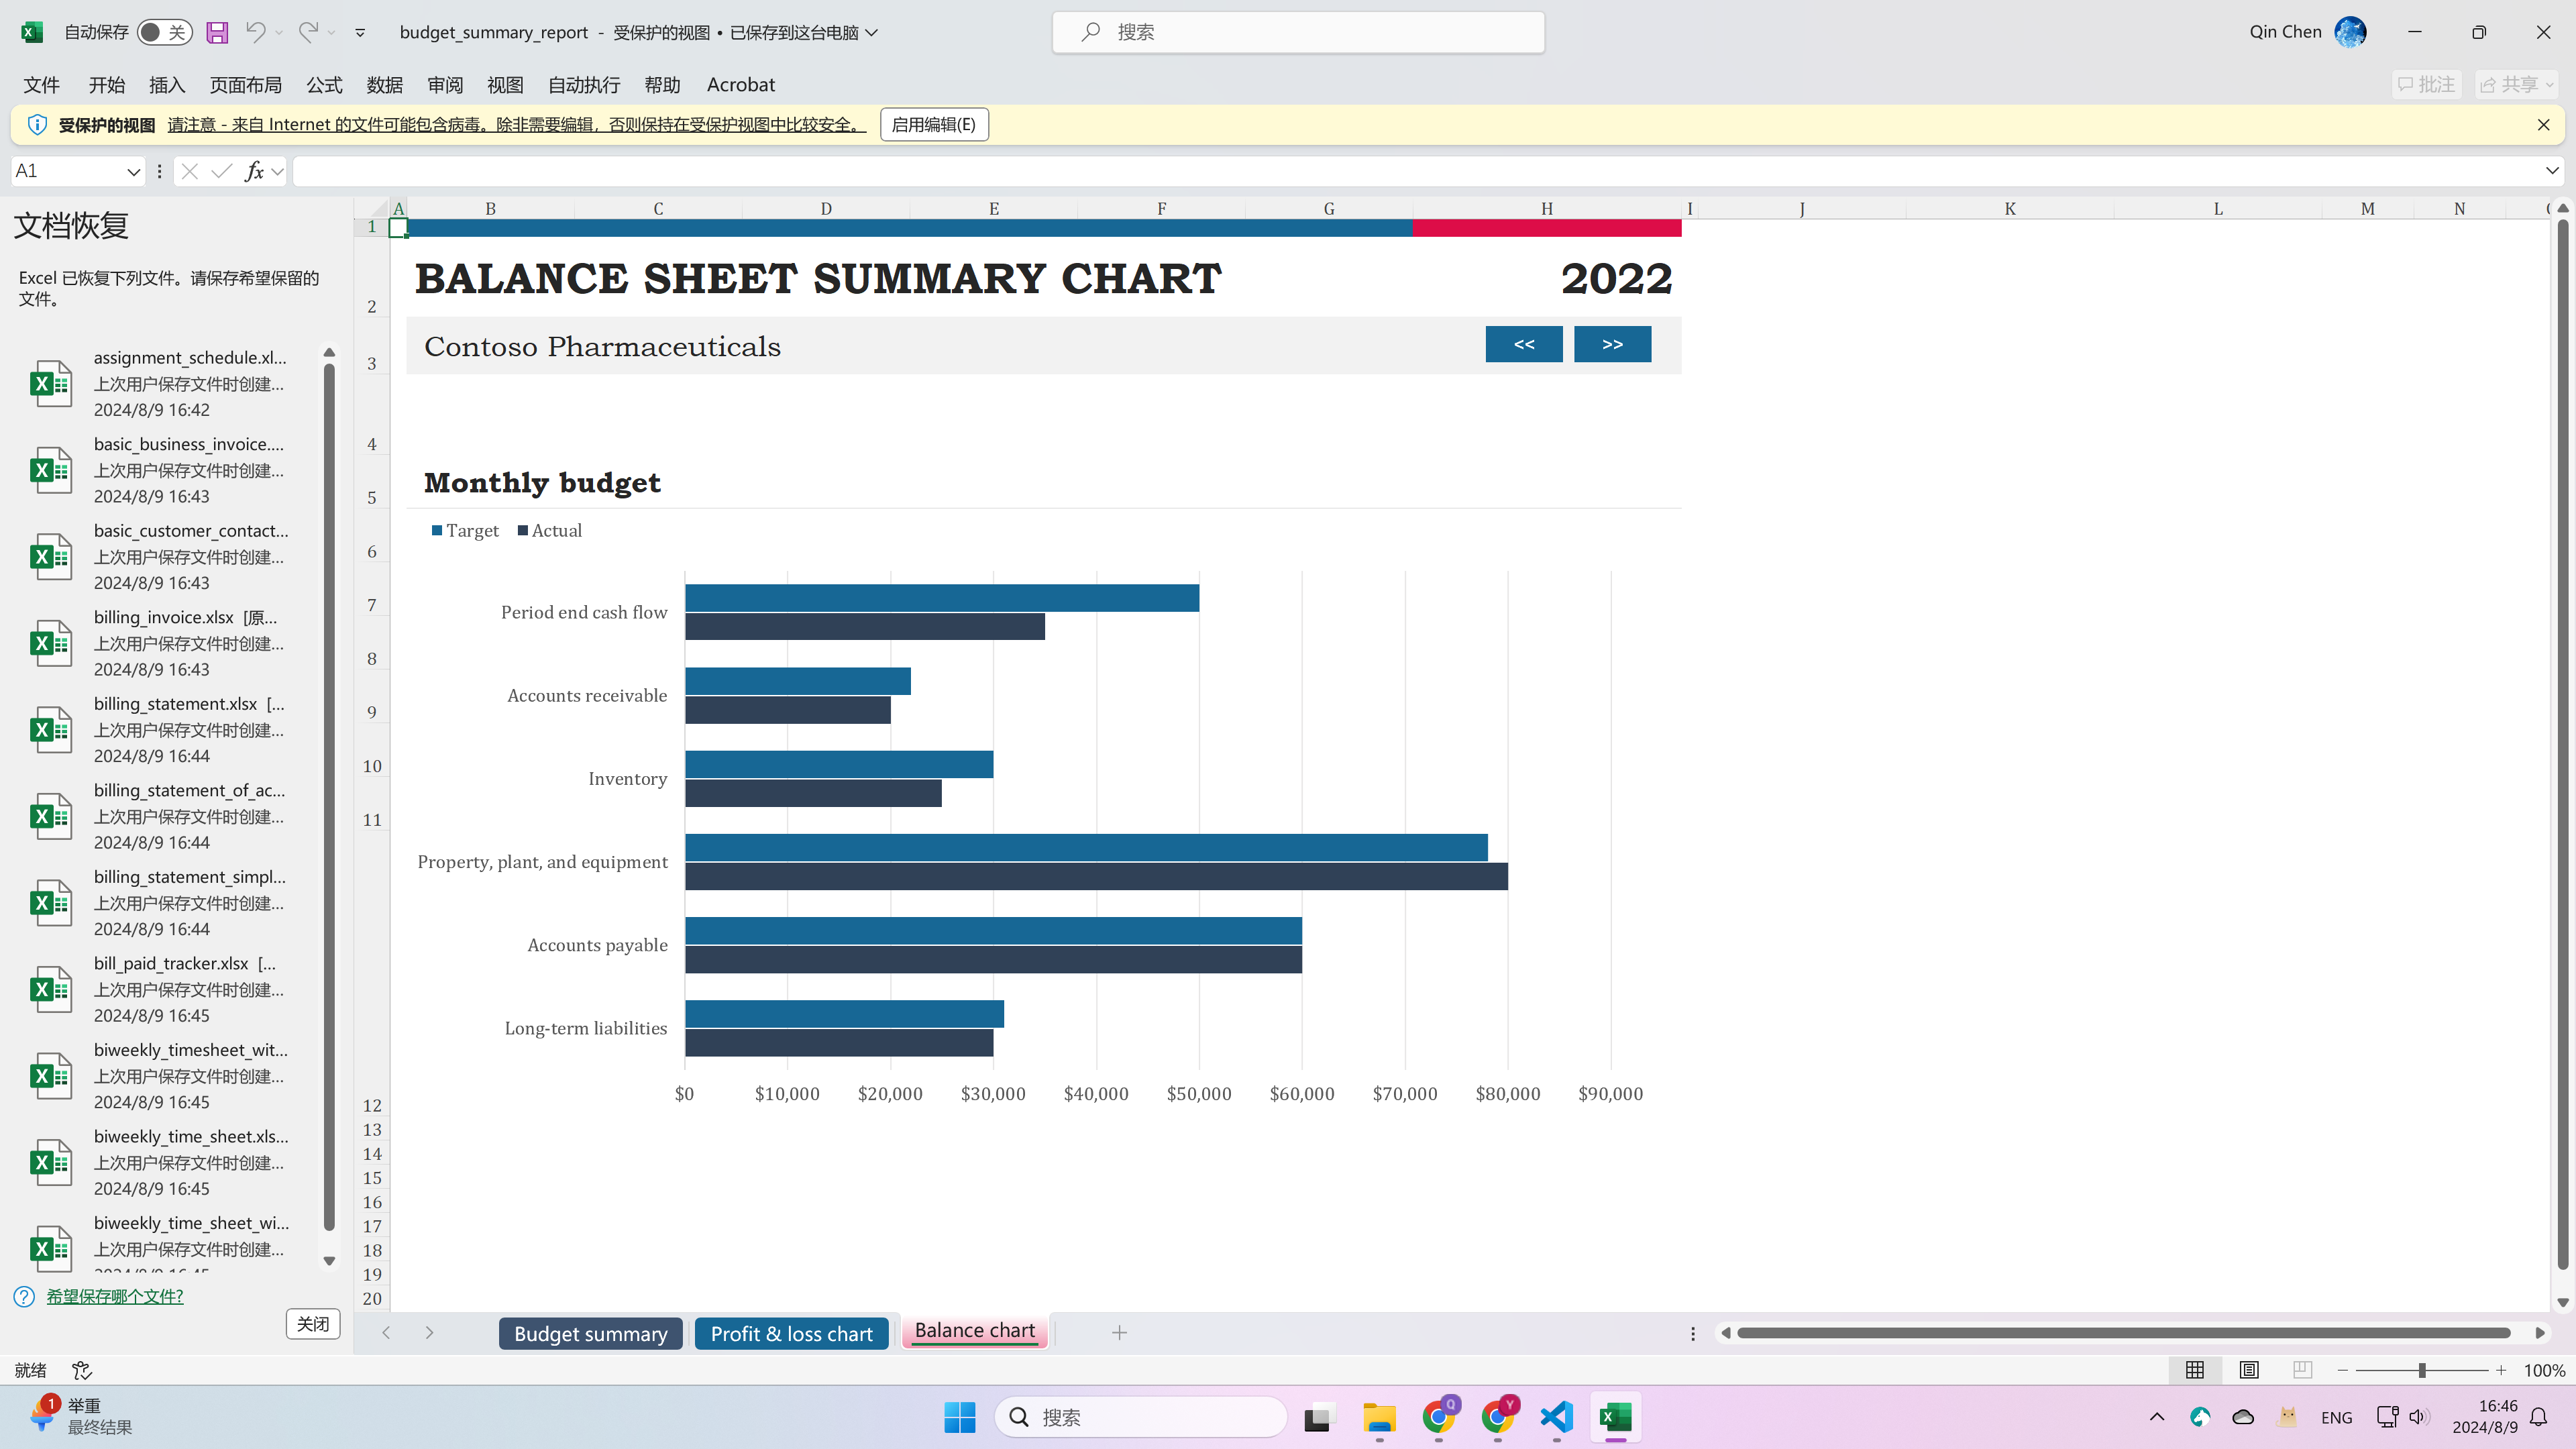 自动保存 关 budget_summary_report - 受保护的视图 • 已保存到这台电脑 搜索 Qin Chen
文件 开始 插入 页面布局 公式 数据 审阅 视图 自动执行 帮助 Acrobat 批注 共享
受保护的视图 请注意 - 来自 Internet 的文件可能包含病毒。除非需要编辑，否则保持在受保护视图中比较安全。 启用编辑(E)
A1 fx
文档恢复
Excel 已恢复下列文件。请保存希望保留的
文件。
assignment_schedule.xl...
上次用户保存文件时创建...
2024/8/9 16:42
basic_business_invoice....
上次用户保存文件时创建...
2024/8/9 16:43
basic_customer_contact...
上次用户保存文件时创建...
2024/8/9 16:43
billing_invoice.xlsx [原...
上次用户保存文件时创建...
2024/8/9 16:43
billing_statement.xlsx [...
上次用户保存文件时创建...
2024/8/9 16:44
billing_statement_of_ac...
上次用户保存文件时创建...
2024/8/9 16:44
billing_statement_simpl...
上次用户保存文件时创建...
2024/8/9 16:44
bill_paid_tracker.xlsx [...
上次用户保存文件时创建...
2024/8/9 16:45
biweekly_timesheet_wit...
上次用户保存文件时创建...
2024/8/9 16:45
biweekly_time_sheet.xls...
上次用户保存文件时创建...
2024/8/9 16:45
biweekly_time_sheet_wi...
上次用户保存文件时创建...
2024/8/9 16:45
希望保存哪个文件?
关闭
A B C D E F G H I J K L M N
1
2
3
4
5
6
7
8
9
10
11
12
13
14
15
16
17
18
19
20
BALANCE SHEET SUMMARY CHART 2022
Contoso Pharmaceuticals << >>
Monthly budget
Target Actual
Period end cash flow
Accounts receivable
Inventory
Property, plant, and equipment
Accounts payable
Long-term liabilities
$0 $10,000 $20,000 $30,000 $40,000 $50,000 $60,000 $70,000 $80,000 $90,000
Budget summary Profit & loss chart Balance chart
就绪 100%
1 举重
最终结果
搜索
Q Y
ENG
16:46
2024/8/9